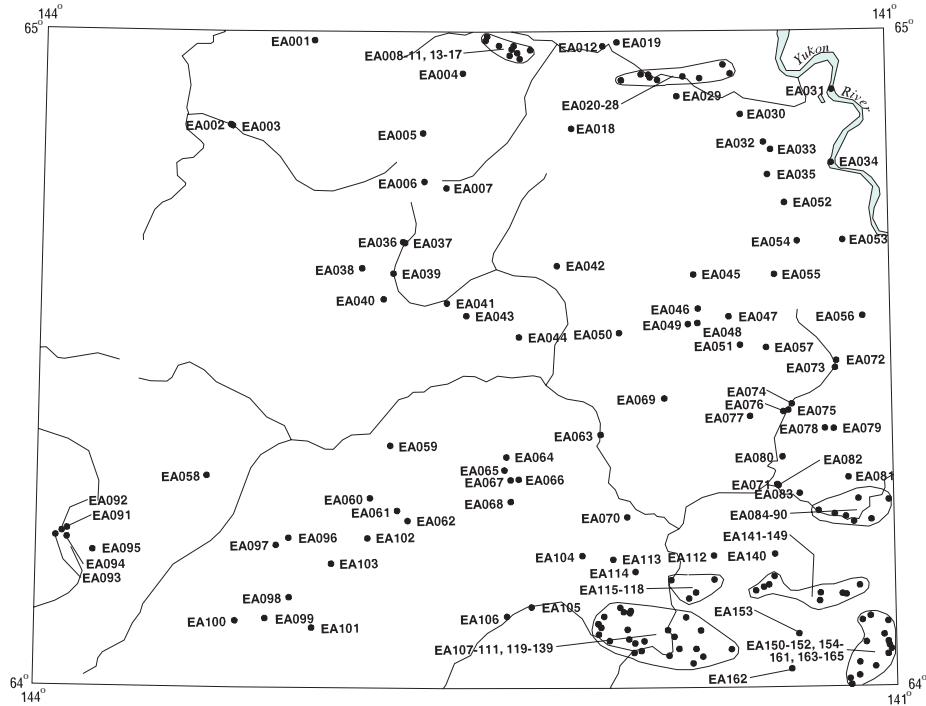 144°
141°
65°
65°
EA001
EA008-11, 13-17
EA012
EA019
Yukon
River
EA004
EA020-28
EA029
EA031
EA030
EA002
EA003
EA005
EA018
EA032
EA033
EA034
EA035
EA006
EA007
EA052
EA036
EA037
EA054
EA053
EA038
EA039
EA042
EA045
EA055
EA040
EA041
EA043
EA046
EA047
EA056
EA049
EA048
EA044
EA050
EA051
EA057
EA072
EA073
EA074
EA069
EA076
EA075
EA077
EA078
EA079
EA063
EA059
EA064
EA080
EA082
EA065
EA058
EA067
EA066
EA071
EA081
EA083
EA060
EA068
EA092
EA061
EA091
EA062
EA070
EA084-90
EA096
EA102
EA141-149
EA097
EA095
EA104
EA113
EA112
EA140
EA094
EA103
EA114
EA093
EA115-118
EA098
EA105
EA153
EA100
EA099
EA106
EA101
EA107-111, 119-139
EA150-152, 154-
161, 163-165
EA162
64°
64°
144°
141°